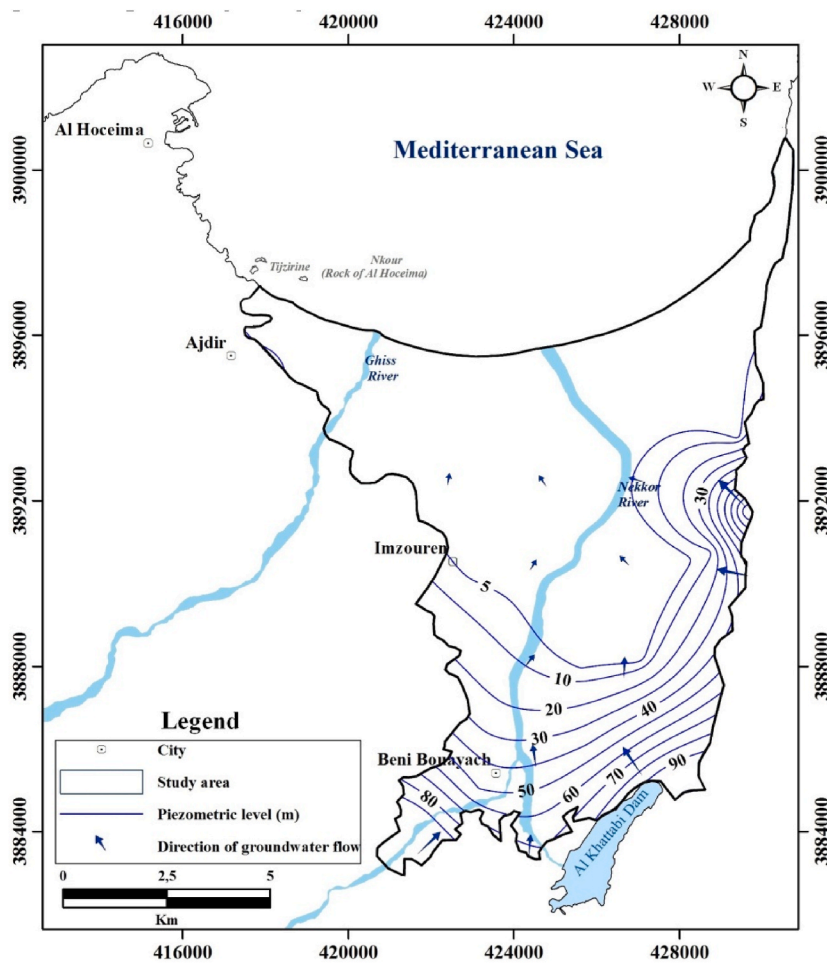 416000 420000 424000 428000
N
W E
S
Al Hoceima
Mediterranean Sea
3900000 3900000
Tijzirine
Nkour
(Rock of Al Hoceima)
3896000 3896000
Ajdir
Ghiss
River
3892000 3892000
Nekkor
River
30
Imzouren
5
3888000 3888000
10
20
40
30
Legend
City
Study area
Piezometric level (m)
Direction of groundwater flow
Beni Bouayach
50
60
70
90
80
3884000 3884000
Al Khattabi Dam
0 2,5 5
Km
416000 420000 424000 428000